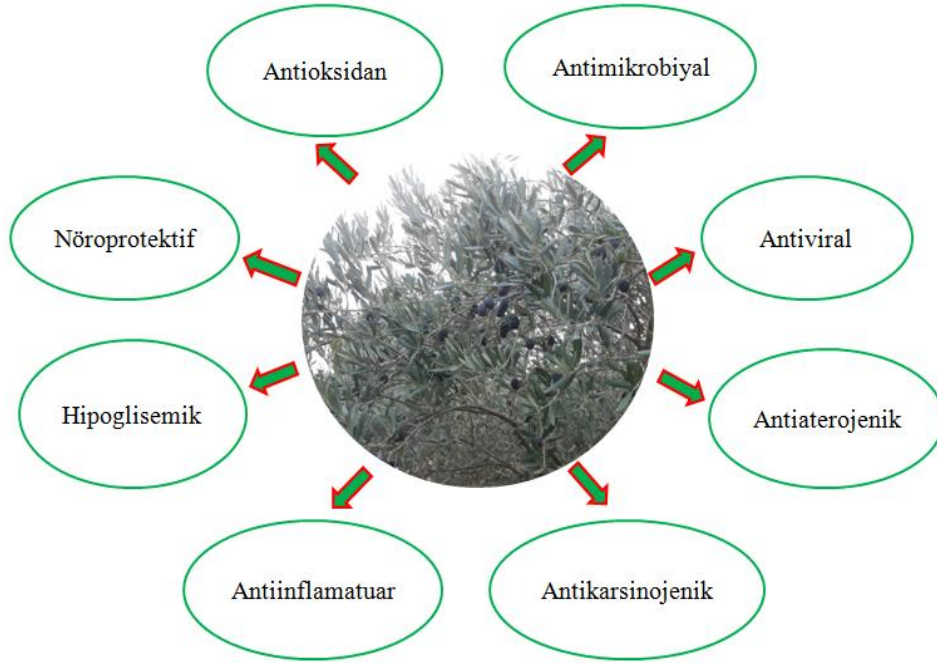 Antioksidan
Antimikrobiyal
Nöroprotektif
Antiviral
Hipoglisemik
Antiaterojenik
Antiinflamatuar
Antikarsinojenik